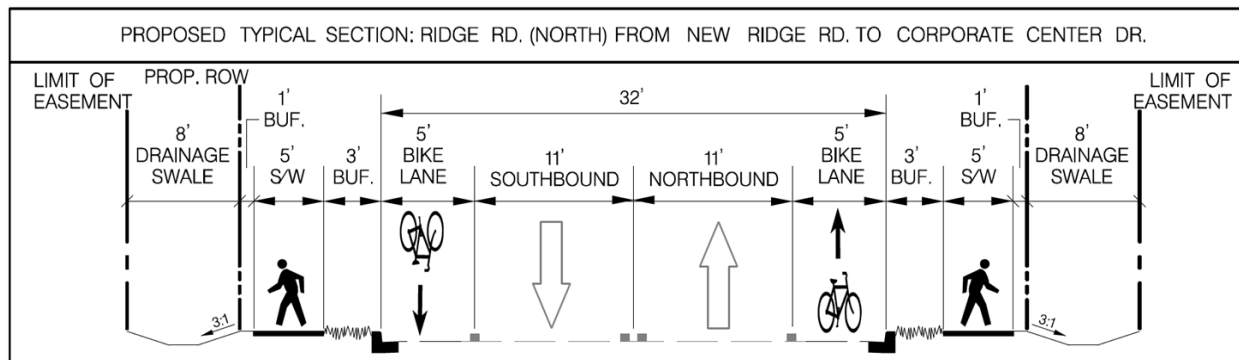 PROPOSED TYPICAL SECTION: RIDGE RD. (NORTH) FROM NEW RIDGE RD. TO CORPORATE CENTER DR.
LIMIT OF
EASEMENT
PROP. ROW
1'
BUF.
32'
1'
BUF.
LIMIT OF
EASEMENT
8'
DRAINAGE
SWALE
5'
S/W
3'
BUF.
5'
BIKE
LANE
11'
SOUTHBOUND
11'
NORTHBOUND
5'
BIKE
LANE
3'
BUF.
5'
S/W
8'
DRAINAGE
SWALE
3:1
3:1